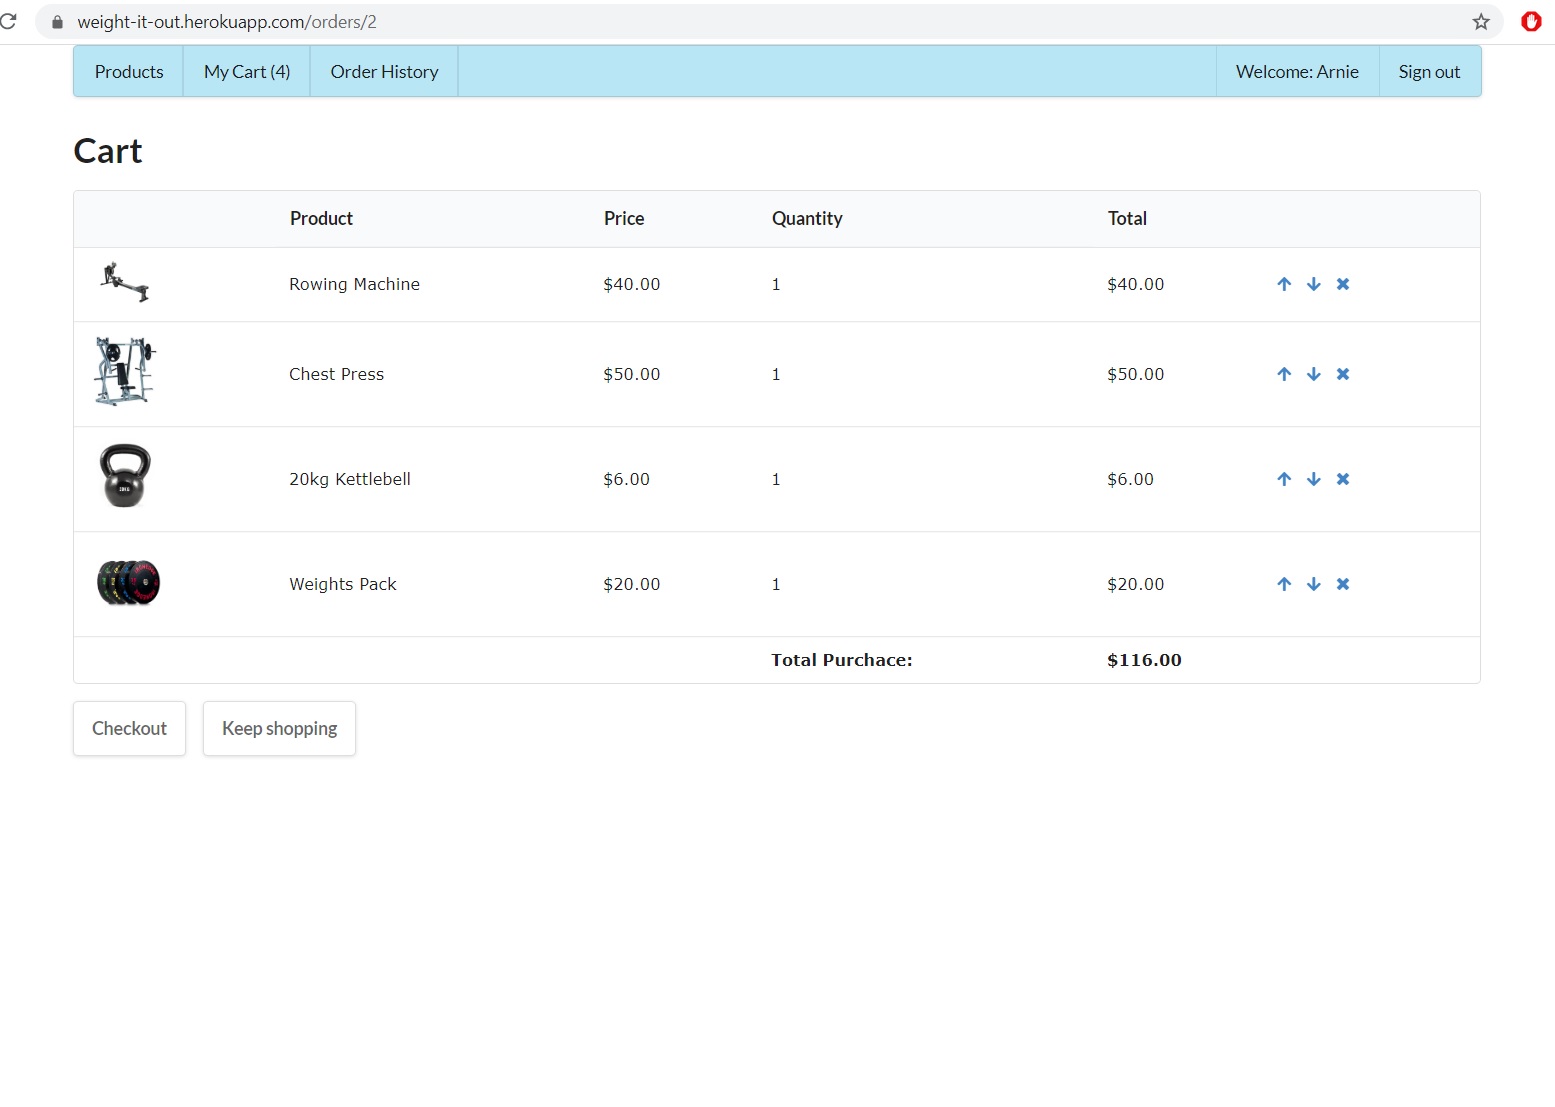 weight-it-out.herokuapp.com/orders/2
Products My Cart (4) Order History Welcome: Arnie Sign out
Cart
Product Price Quantity Total
Rowing Machine $40.00 1 $40.00
Chest Press $50.00 1 $50.00
20kg Kettlebell $6.00 1 $6.00
Weights Pack $20.00 1 $20.00
Total Purchace: $116.00
Checkout Keep shopping